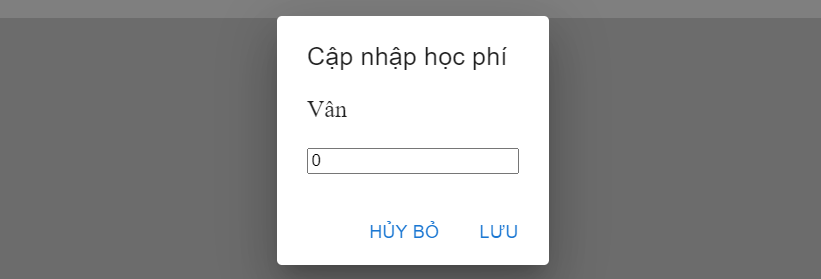 Cập nhập học phí
Vân
0
HỦY BỎ LƯU